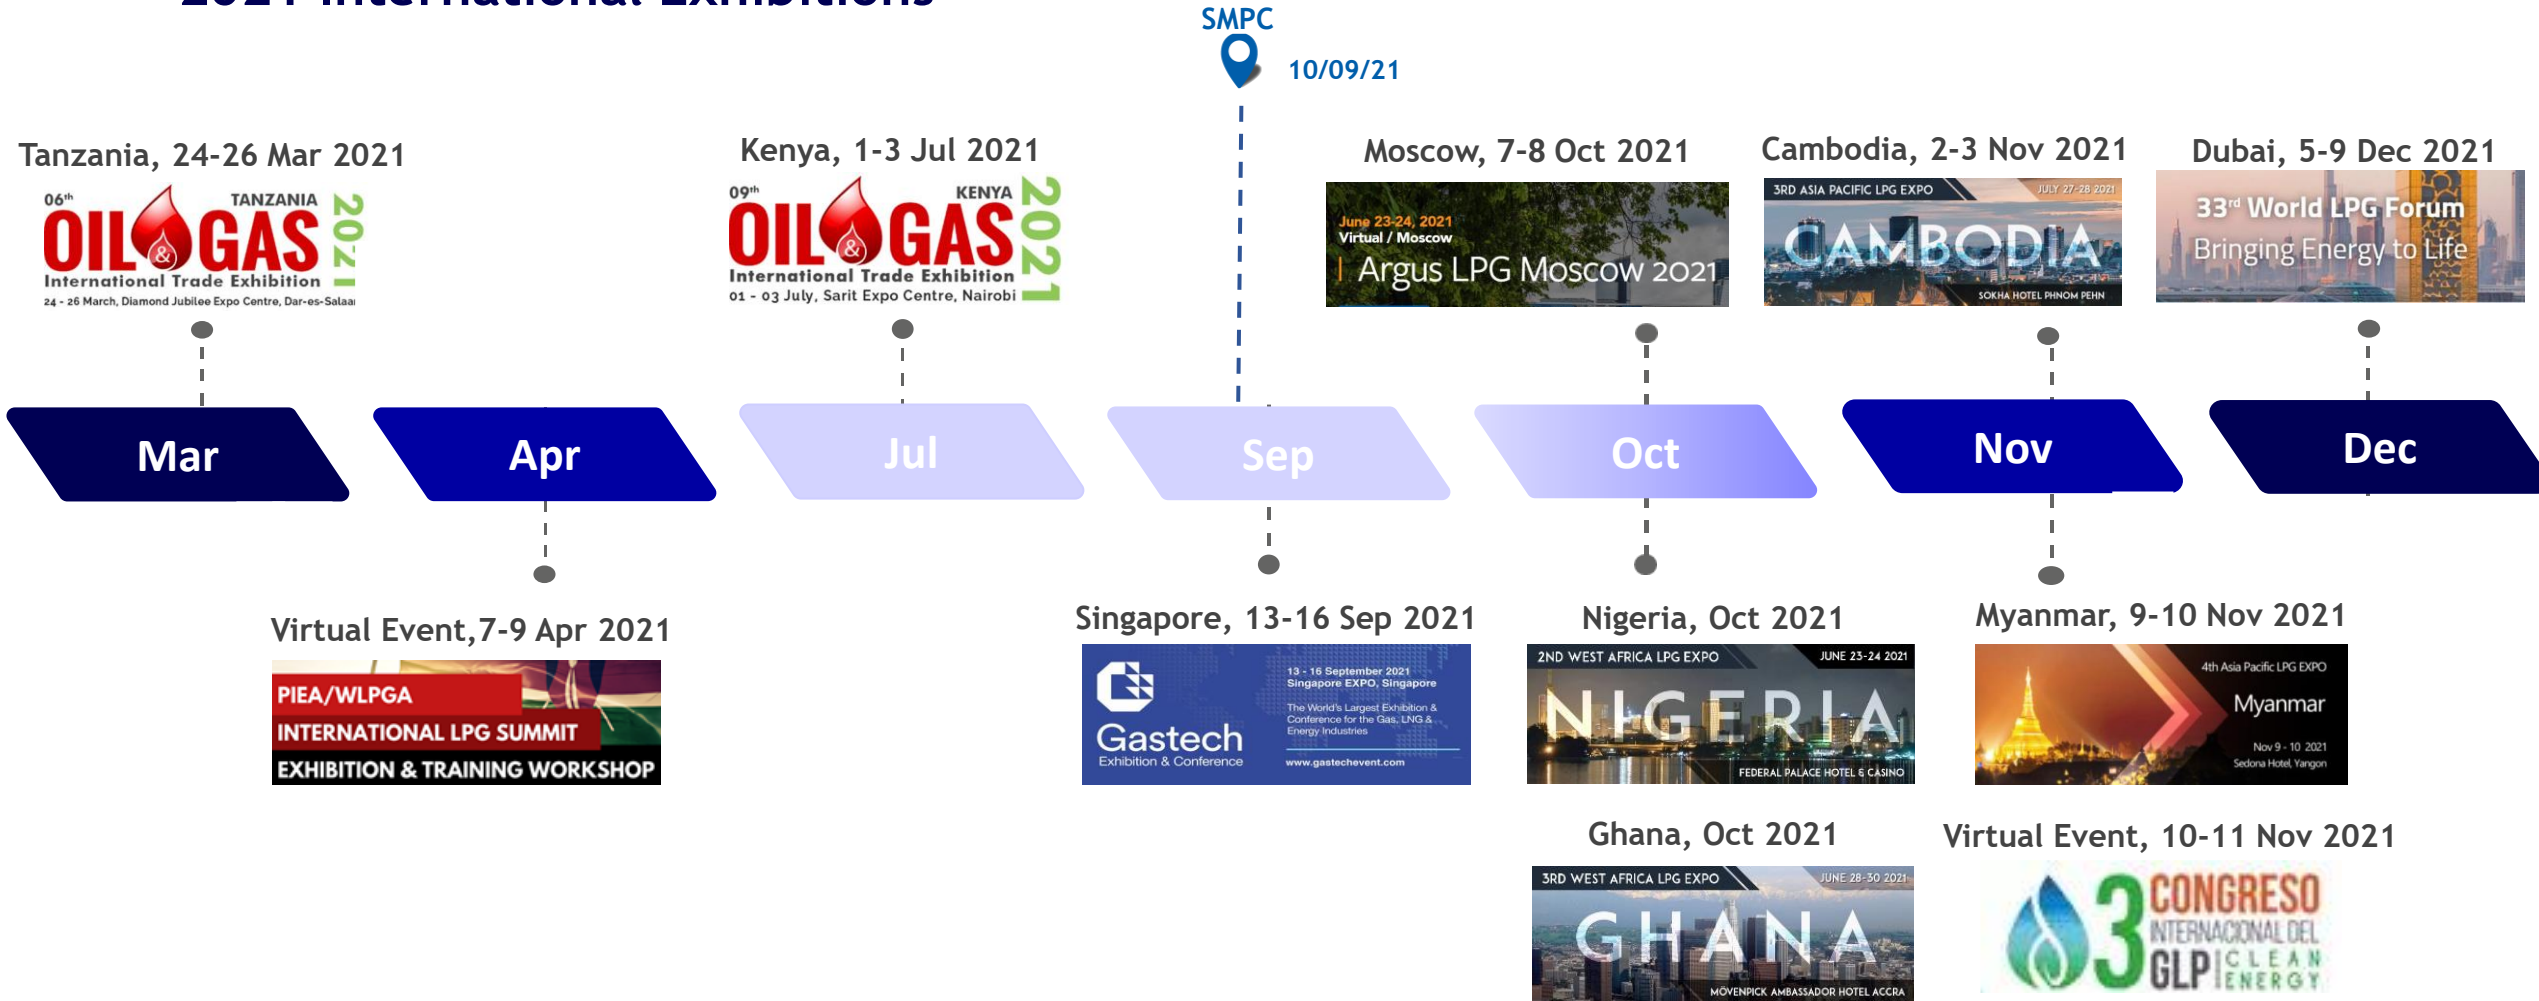 2021 International Exhibitions
SMPC
10/09/21
Tanzania, 24-26 Mar 2021
06th
TANZANIA
OIL & GAS
2021
International Trade Exhibition
24 - 26 March, Diamond Jubilee Expo Centre, Dar-es-Salaa
Kenya, 1-3 Jul 2021
09th
KENYA
OIL & GAS
2021
International Trade Exhibition
01 - 03 July, Sarit Expo Centre, Nairobi
Moscow, 7-8 Oct 2021
June 23-24, 2021
Virtual / Moscow
Argus LPG Moscow 2021
Cambodia, 2-3 Nov 2021
3RD ASIA PACIFIC LPG EXPO
JULY 27-28 2021
CAMBODIA
SOKHA HOTEL PHNOM PEHN
Dubai, 5-9 Dec 2021
33rd World LPG Forum
Bringing Energy to Life
Mar
Apr
Jul
Sep
Oct
Nov
Dec
Virtual Event,7-9 Apr 2021
PIEA/WLPGA
INTERNATIONAL LPG SUMMIT
EXHIBITION & TRAINING WORKSHOP
Singapore, 13-16 Sep 2021
Gastech
Exhibition & Conference
13 - 16 September 2021
Singapore EXPO, Singapore
The World's Largest Exhibition &
Conference for the Gas, LNG &
Energy Industries
www.gastechevent.com
Nigeria, Oct 2021
2ND WEST AFRICA LPG EXPO
JUNE 23-24 2021
NIGERIA
FEDERAL PALACE HOTEL & CASINO
Myanmar, 9-10 Nov 2021
4th Asia Pacific LPG EXPO
Myanmar
Nov 9 - 10 2021
Sedona Hotel, Yangon
Ghana, Oct 2021
3RD WEST AFRICA LPG EXPO
JUNE 28-30 2021
GHANA
MÖVENPICK AMBASSADOR HOTEL ACCRA
Virtual Event, 10-11 Nov 2021
3 CONGRESO
INTERNACIONAL DEL
GLP CLEAN
ENERGY